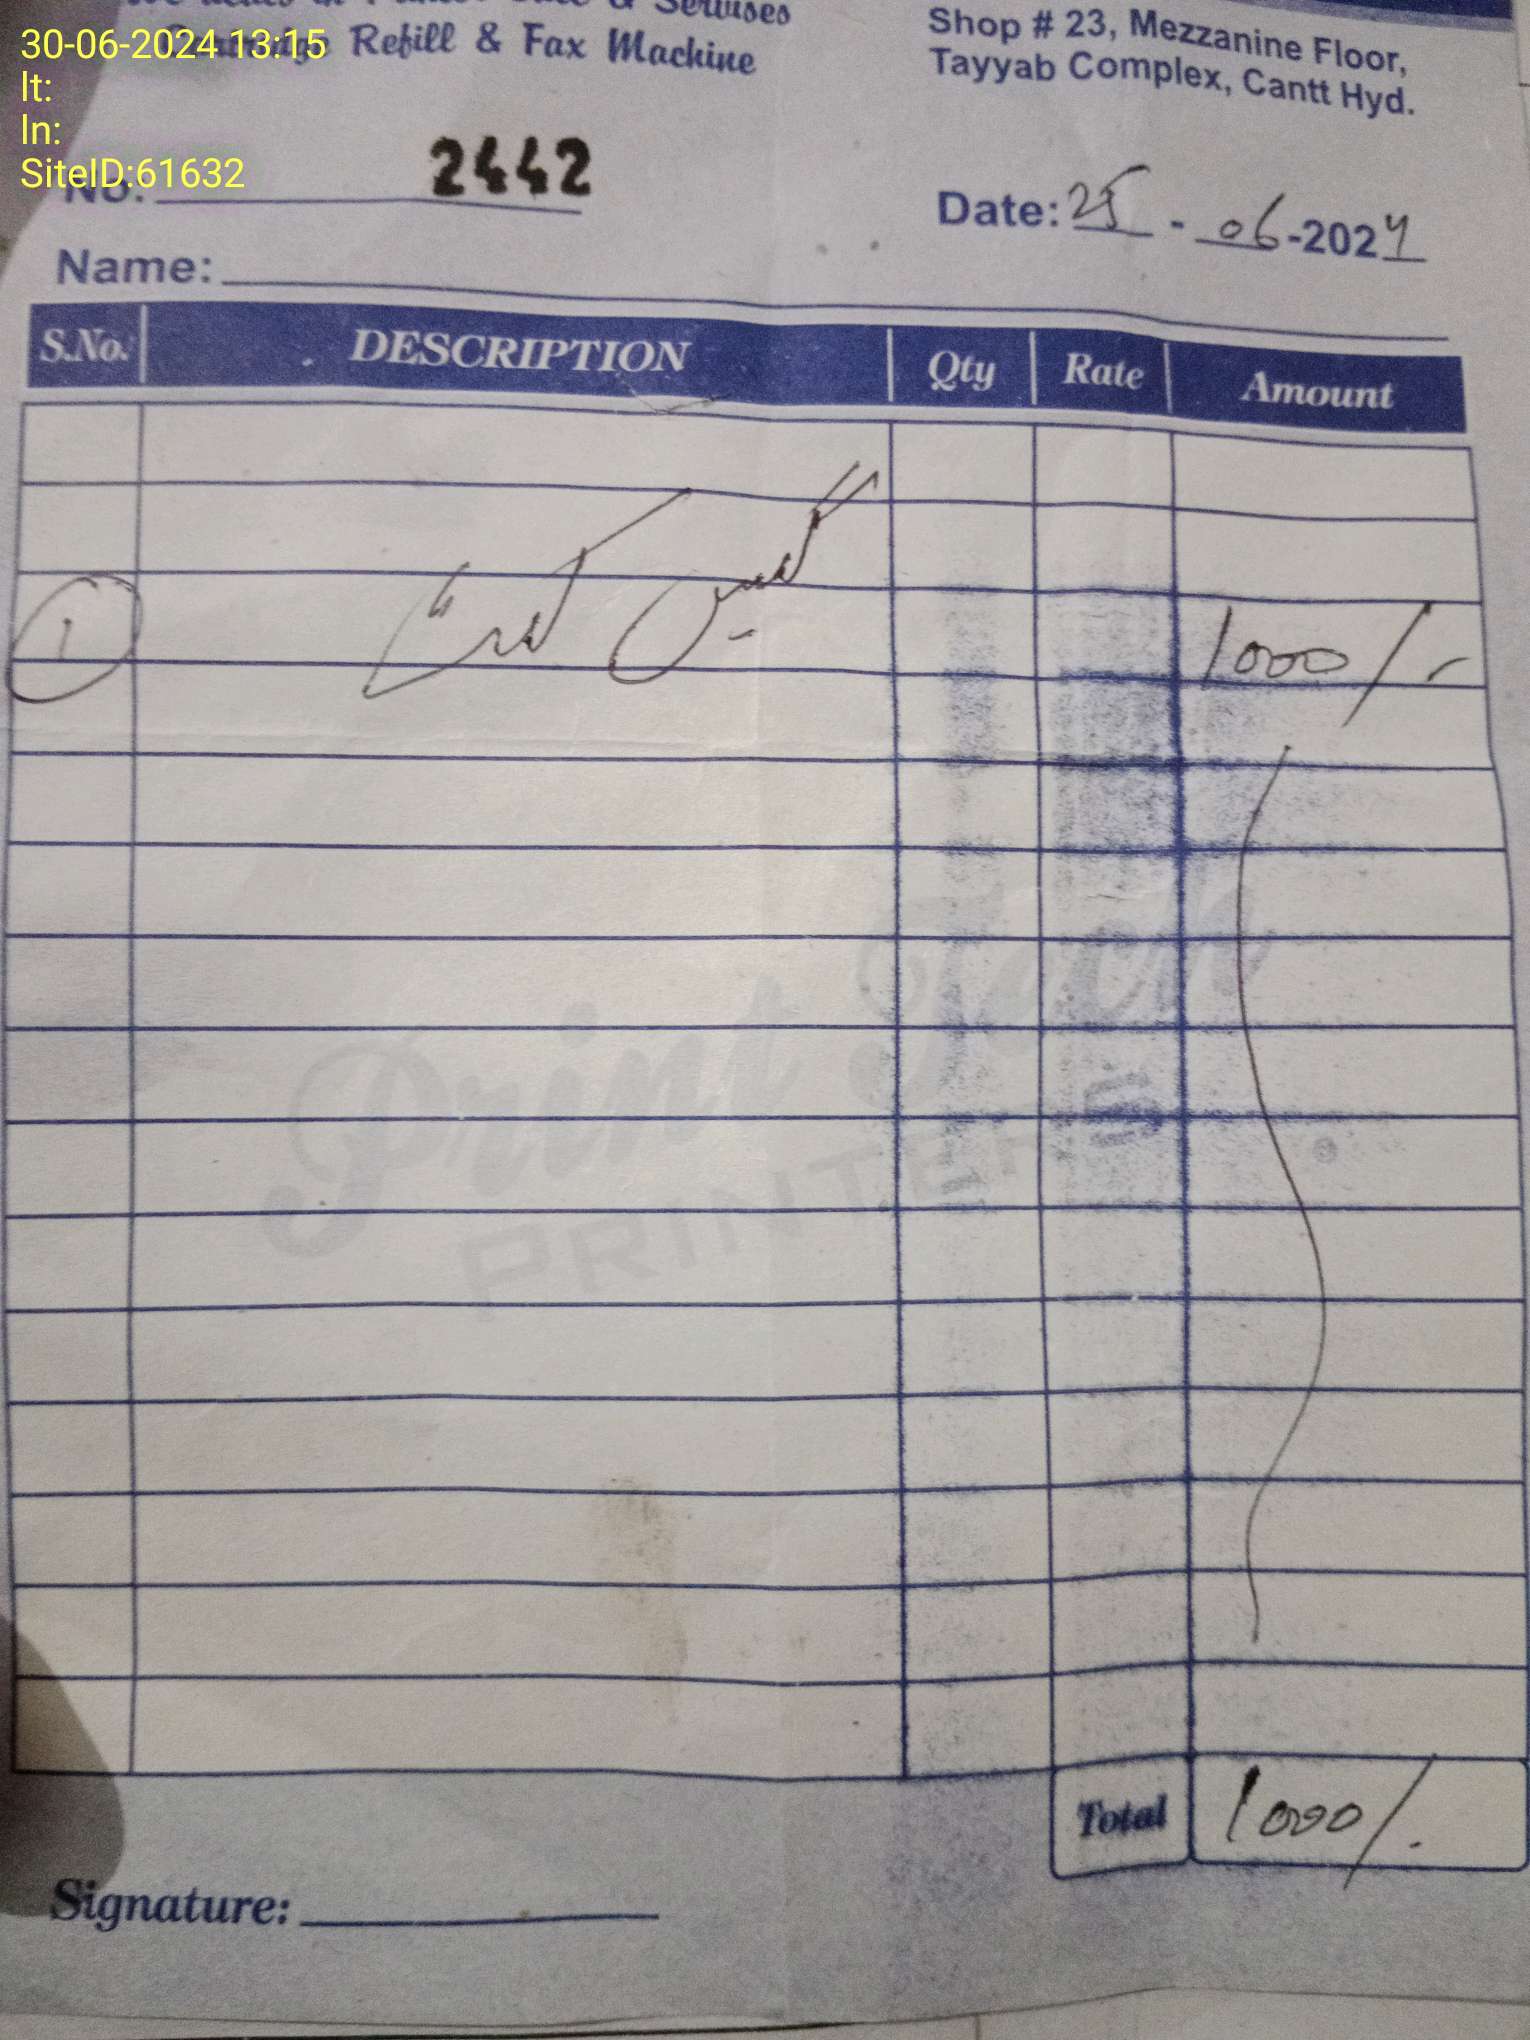 30-06-2024 13:15
It:
In:
SiteID:61632
Refill & Fax Machine
Shop # 23, Mezzanine Floor,
Tayyab Complex, Cantt Hyd.
No: 2442
Date: 25 - 06-2024
Name:
S.No. DESCRIPTION Qty Rate Amount
1 1000/-
Print Tech
PRINTERS
Total 1000/.
Signature: